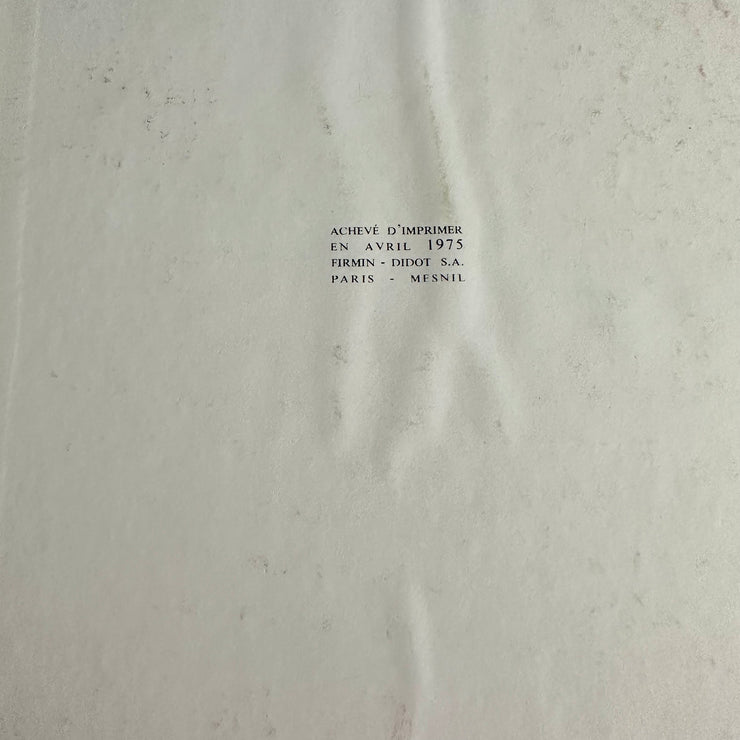 ACHEVÉ D'IMPRIMER
EN AVRIL 1975
FIRMIN - DIDOT S.A.
PARIS - MESNIL